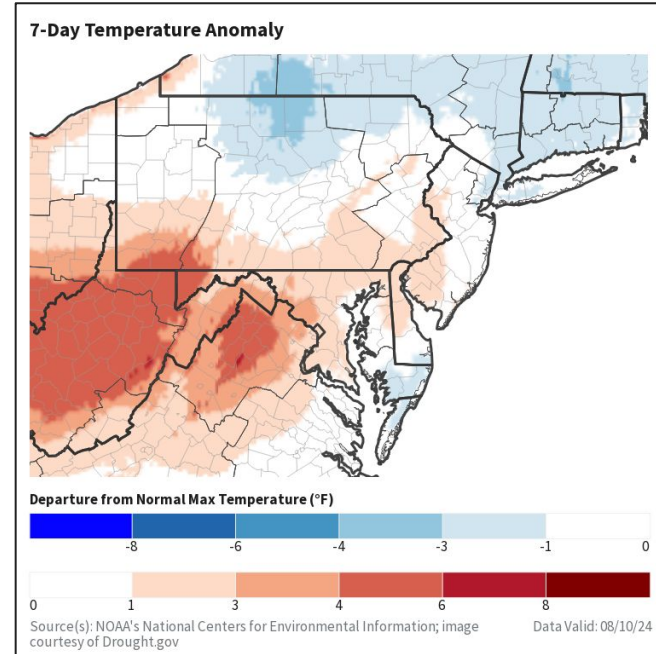 7-Day Temperature Anomaly
Departure from Normal Max Temperature (°F)
-8 -6 -4 -3 -1 0
0 1 3 4 6 8
Source(s): NOAA's National Centers for Environmental Information; image Data Valid: 08/10/24
courtesy of Drought.gov